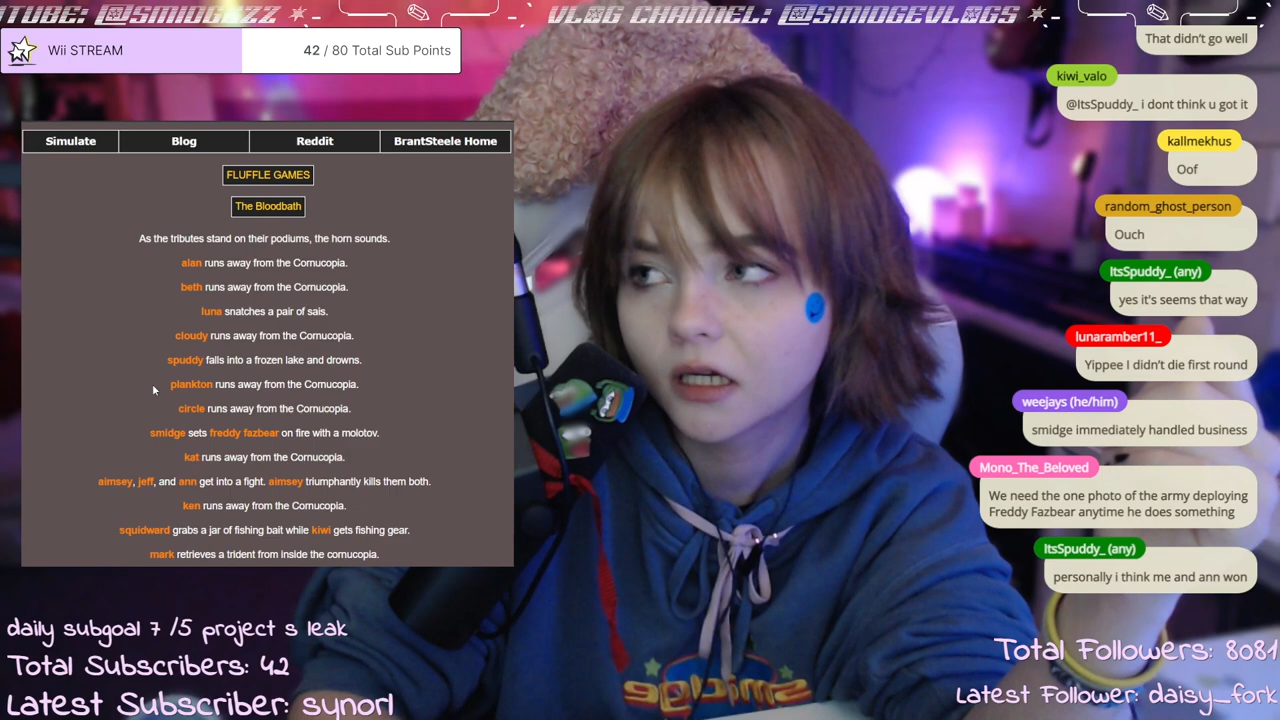 ITUBE: @SMIDGEZZ
VLOG CHANNEL: @SMIDGEVLOGS
Wii STREAM
42 / 80 Total Sub Points
Simulate
Blog
Reddit
BrantSteele Home
FLUFFLE GAMES
The Bloodbath
As the tributes stand on their podiums, the horn sounds.
alan runs away from the Cornucopia.
beth runs away from the Cornucopia.
luna snatches a pair of sais.
cloudy runs away from the Cornucopia.
spuddy falls into a frozen lake and drowns.
plankton runs away from the Cornucopia.
circle runs away from the Cornucopia.
smidge sets freddy fazbear on fire with a molotov.
kat runs away from the Cornucopia.
aimsey, jeff, and ann get into a fight. aimsey triumphantly kills them both.
ken runs away from the Cornucopia.
squidward grabs a jar of fishing bait while kiwi gets fishing gear.
mark retrieves a trident from inside the cornucopia.
That didn't go well
kiwi_valo
@ItsSpuddy_ i dont think u got it
kallmekhus
Oof
random_ghost_person
Ouch
ItsSpuddy_ (any)
yes it's seems that way
lunaramber11_
Yippee I didn't die first round
weejays (he/him)
smidge immediately handled business
Mono_The_Beloved
We need the one photo of the army deploying
Freddy Fazbear anytime he does something
ItsSpuddy_ (any)
personally i think me and ann won
daily subgoal 7 /5 project s leak
Total Subscribers: 42
Latest Subscriber: synorl
Total Followers: 8081
Latest Follower: daisy_fork